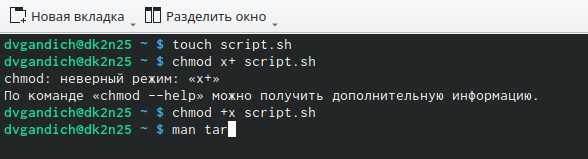 Новая вкладка Разделить окно
dvgandich@dk2n25 ~ $ touch script.sh
dvgandich@dk2n25 ~ $ chmod x+ script.sh
chmod: неверный режим: «x+»
По команде «chmod --help» можно получить дополнительную информацию.
dvgandich@dk2n25 ~ $ chmod +x script.sh
dvgandich@dk2n25 ~ $ man tar